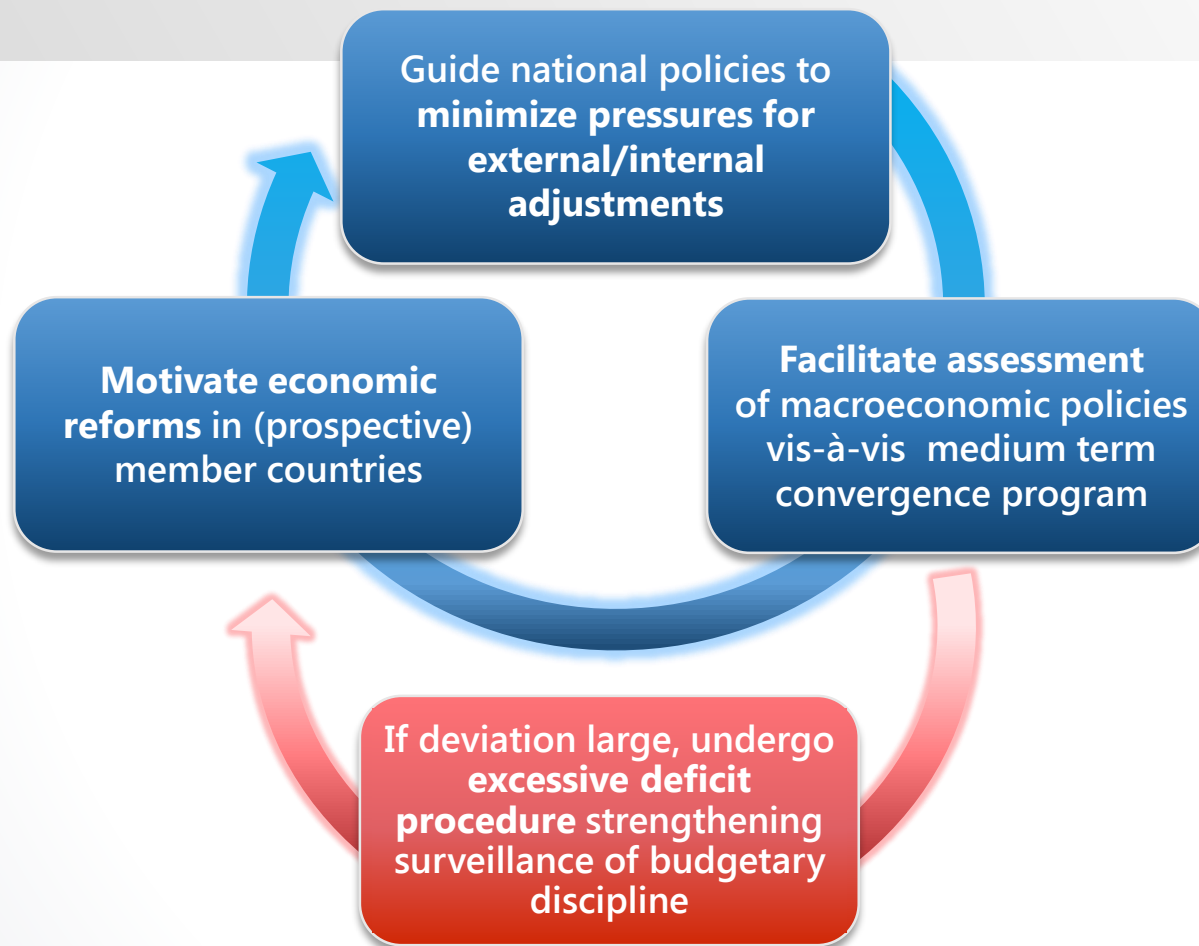 Guide national policies to
minimize pressures for
external/internal
adjustments
Motivate economic
reforms in (prospective)
member countries
Facilitate assessment
of macroeconomic policies
vis-à-vis  medium term
convergence program
If deviation large, undergo
excessive deficit
procedure strengthening
surveillance of budgetary
discipline